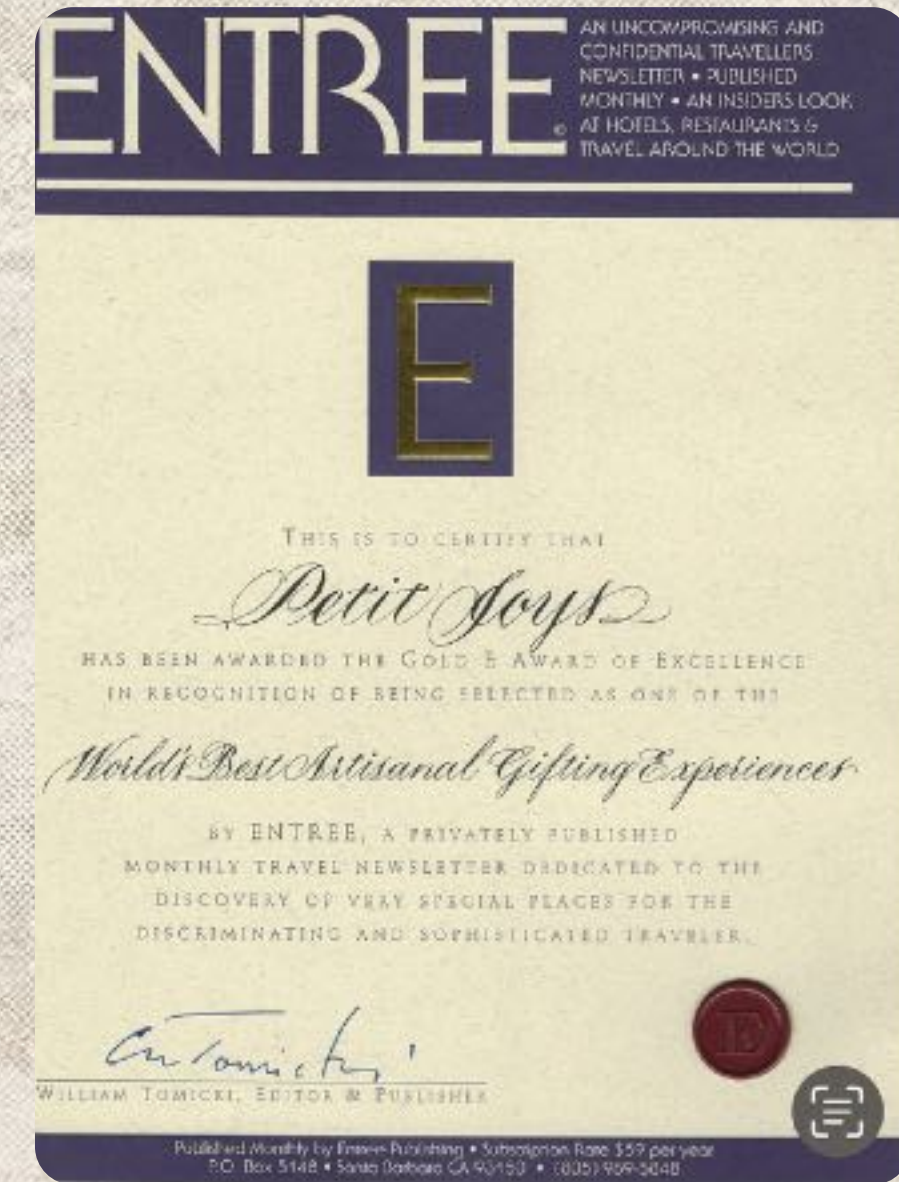 ENTREE©
AN UNCOMPROMISING AND
CONFIDENTIAL TRAVELLERS
NEWSLETTER • PUBLISHED
MONTHLY • AN INSIDERS LOOK
AT HOTELS, RESTAURANTS &
TRAVEL AROUND THE WORLD
E
THIS IS TO CERTIFY THAT
Petit Joys
HAS BEEN AWARDED THE GOLD E AWARD OF EXCELLENCE
IN RECOGNITION OF BEING SELECTED AS ONE OF THE
World's Best Artisanal Gifting Experiences
BY ENTREE, A PRIVATELY PUBLISHED
MONTHLY TRAVEL NEWSLETTER DEDICATED TO THE
DISCOVERY OF VERY SPECIAL PLACES FOR THE
DISCRIMINATING AND SOPHISTICATED TRAVELER.
E
WILLIAM TOMICKI, EDITOR & PUBLISHER
Published Monthly by Entree Publishing • Subscription Rate $59 per year
P.O. Box 5148 • Santa Barbara CA 93150 • (805) 969-5848